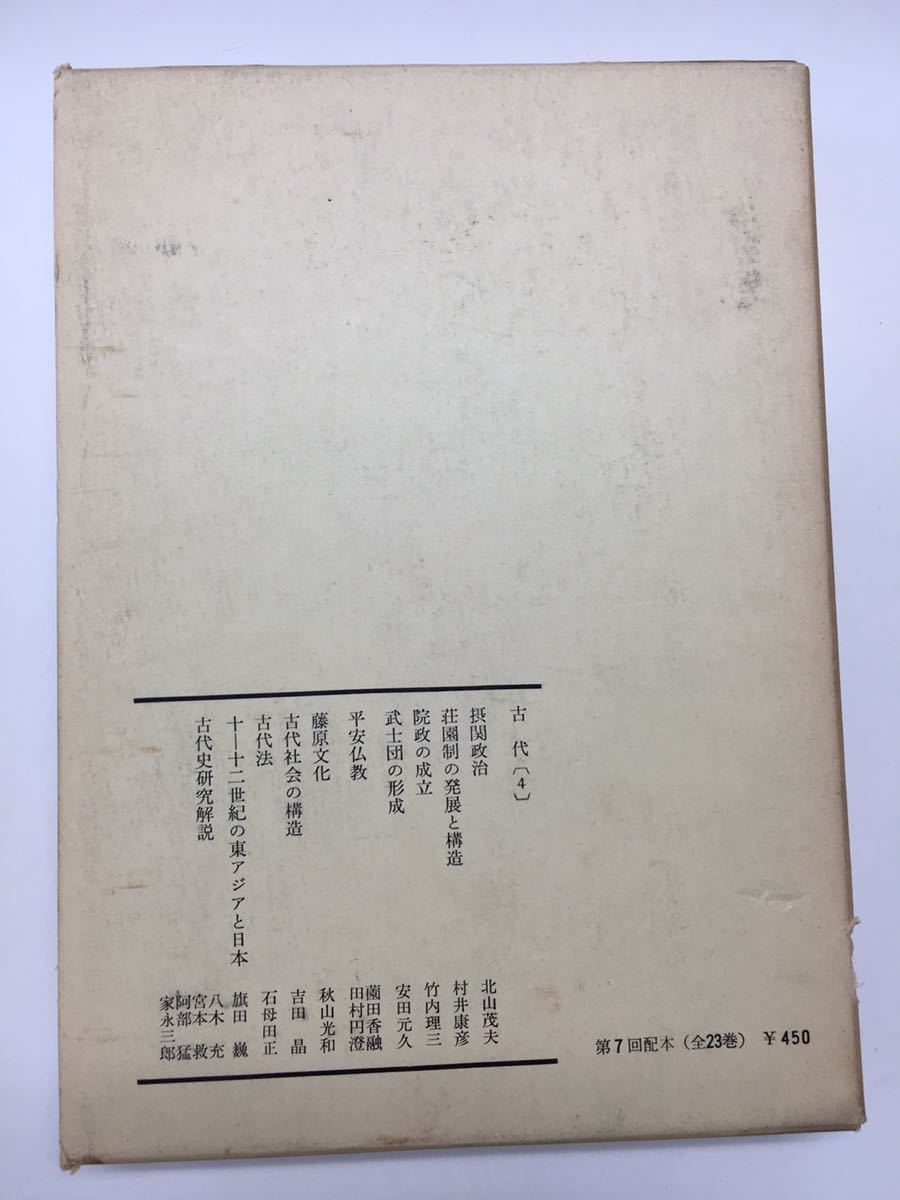 古代〔4〕
摂関政治 北山茂夫
荘園制の発展と構造 村井康彦
院政の成立 竹内理三
武士団の形成 安田元久
平安仏教 薗田香融
田村円澄
藤原文化 秋山光和
古代社会の構造 吉田晶
古代法 石母田正
十―十二世紀の東アジアと日本 旗田巍
古代史研究解説 八木充
宮本救
阿部猛
家永三郎
第7回配本（全23巻） ¥450